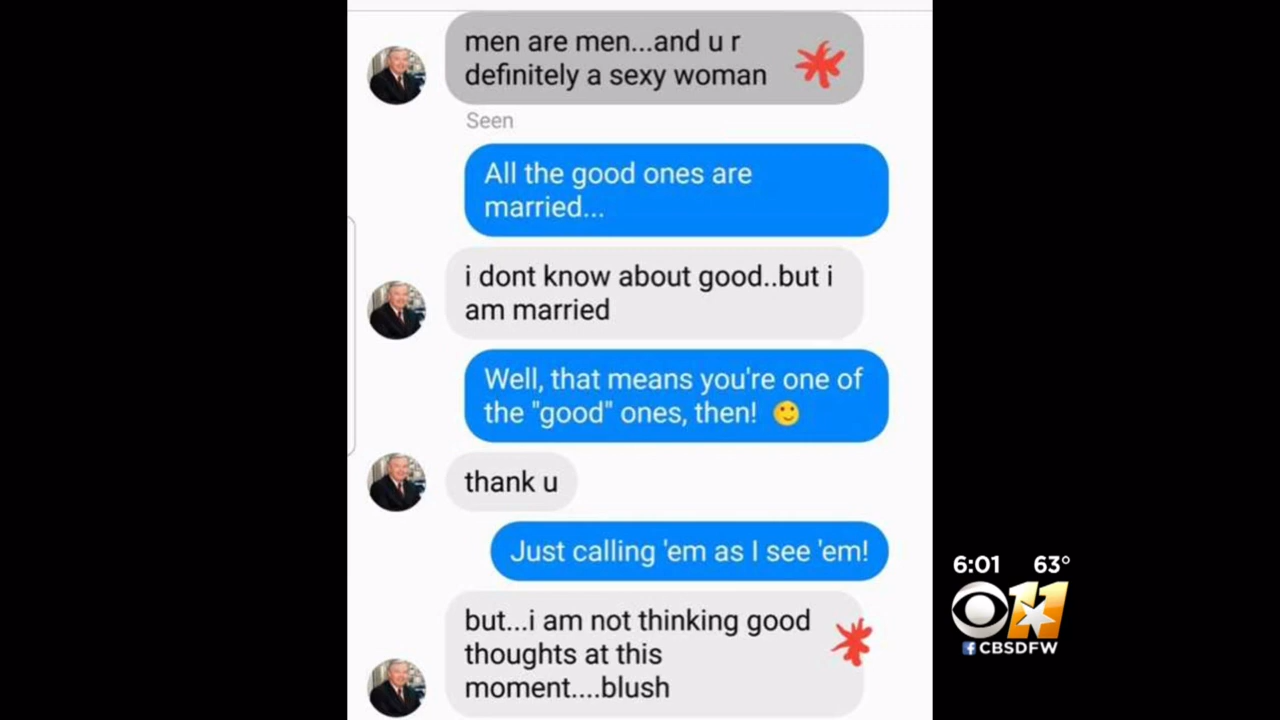 men are men...and u r
definitely a sexy woman
Seen
All the good ones are
married...
i dont know about good..but i
am married
Well, that means you're one of
the "good" ones, then! 🙂
thank u
Just calling 'em as I see 'em!
but...i am not thinking good
thoughts at this
moment....blush
6:01 63°
11
f CBSDFW